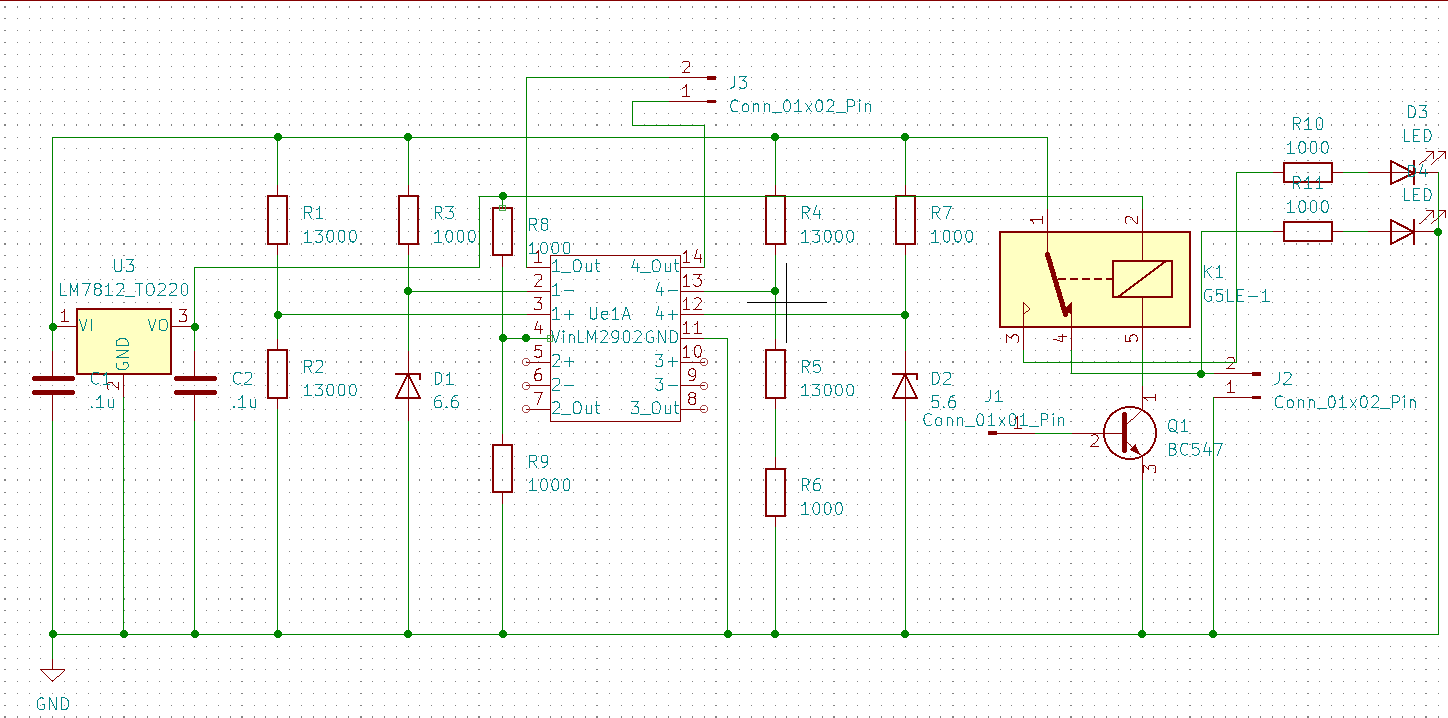 2
J3
1
Conn_01x02_Pin
D3
LED
R10
1000
D4
LED
R11
1000
R1
13000
R3
1000
R8
1000
R4
13000
R7
1000
1
2
K1
G5LE-1
3
4
5
U3
LM7812_TO220
1
VI
VO
3
GND
2
C1
.1u
C2
.1u
1
1_Out
4_Out
14
2
1-
4-
13
3
1+
Ue1A
4+
12
4
Vin
LM2902
GND
11
5
2+
3+
10
6
2-
3-
9
7
2_Out
3_Out
8
R2
13000
D1
6.6
R5
13000
D2
5.6
2
J2
1
Conn_01x02_Pin
J1
Conn_01x01_Pin
1
1
2
Q1
BC547
3
R9
1000
R6
1000
GND